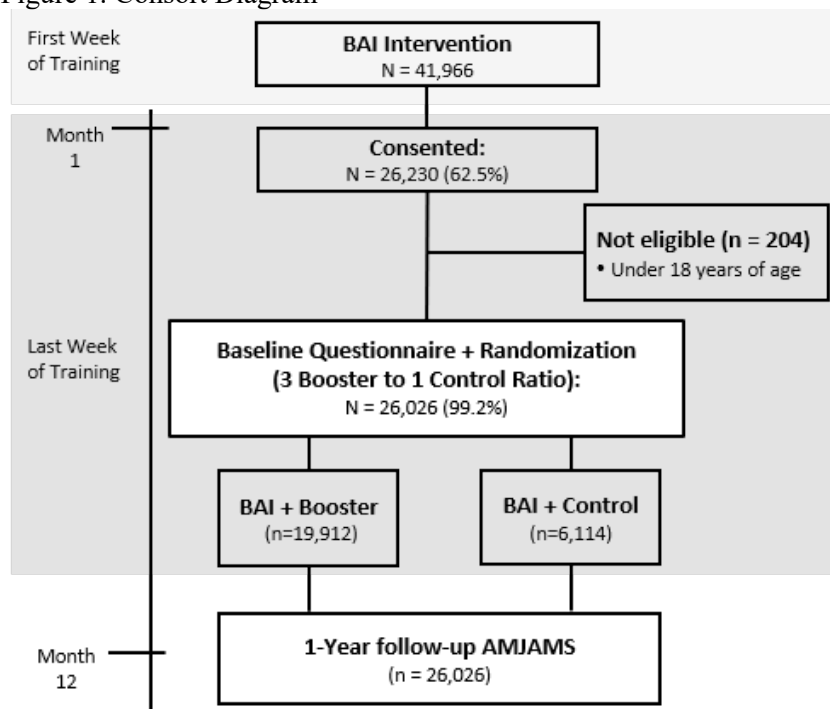 Figure 1. Consort Diagram
First Week
of Training
BAI Intervention
N = 41,966
Month
1
Consented:
N = 26,230 (62.5%)
Not eligible (n = 204)
• Under 18 years of age
Last Week
of Training
Baseline Questionnaire + Randomization
(3 Booster to 1 Control Ratio):
N = 26,026 (99.2%)
BAI + Booster
(n=19,912)
BAI + Control
(n=6,114)
Month
12
1-Year follow-up AMJAMS
(n = 26,026)